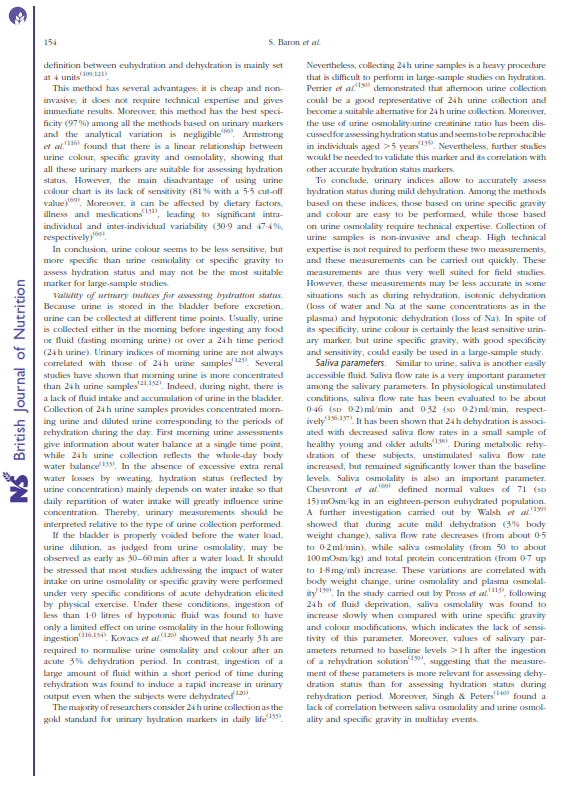 154
S. Baron et al.
British Journal of Nutrition
definition between euhydration and dehydration is mainly set
at 4 units(109,121).
This method has several advantages: it is cheap and non-
invasive; it does not require technical expertise and gives
immediate results. Moreover, this method has the best speci-
ficity (97 %) among all the methods based on urinary markers
and the analytical variation is negligible(69). Armstrong
et al.(116) found that there is a linear relationship between
urine colour, specific gravity and osmolality, showing that
all these urinary markers are suitable for assessing hydration
status. However, the main disadvantage of using urine
colour chart is its lack of sensitivity (81 % with a 5·5 cut-off
value)(69). Moreover, it can be affected by dietary factors,
illness and medications(131), leading to significant intra-
individual and inter-individual variability (30·9 and 47·4 %,
respectively)(69).
In conclusion, urine colour seems to be less sensitive, but
more specific than urine osmolality or specific gravity to
assess hydration status and may not be the most suitable
marker for large-sample studies.
Validity of urinary indices for assessing hydration status.
Because urine is stored in the bladder before excretion,
urine can be collected at different time points. Usually, urine
is collected either in the morning before ingesting any food
or fluid (fasting morning urine) or over a 24 h time period
(24 h urine). Urinary indices of morning urine are not always
correlated with those of 24 h urine samples(123). Several
studies have shown that morning urine is more concentrated
than 24 h urine samples(21,132). Indeed, during night, there is
a lack of fluid intake and accumulation of urine in the bladder.
Collection of 24 h urine samples provides concentrated morn-
ing urine and diluted urine corresponding to the periods of
rehydration during the day. First morning urine assessments
give information about water balance at a single time point,
while 24 h urine collection reflects the whole-day body
water balance(133). In the absence of excessive extra renal
water losses by sweating, hydration status (reflected by
urine concentration) mainly depends on water intake so that
daily repartition of water intake will greatly influence urine
concentration. Thereby, urinary measurements should be
interpreted relative to the type of urine collection performed.
If the bladder is properly voided before the water load,
urine dilution, as judged from urine osmolality, may be
observed as early as 30–60 min after a water load. It should
be stressed that most studies addressing the impact of water
intake on urine osmolality or specific gravity were performed
under very specific conditions of acute dehydration elicited
by physical exercise. Under these conditions, ingestion of
less than 1·0 litres of hypotonic fluid was found to have
only a limited effect on urine osmolality in the hour following
ingestion(116,134). Kovacs et al.(120) showed that nearly 3 h are
required to normalise urine osmolality and colour after an
acute 3 % dehydration period. In contrast, ingestion of a
large amount of fluid within a short period of time during
rehydration was found to induce a rapid increase in urinary
output even when the subjects were dehydrated(120).
The majority of researchers consider 24 h urine collection as the
gold standard for urinary hydration markers in daily life(133).
Nevertheless, collecting 24 h urine samples is a heavy procedure
that is difficult to perform in large-sample studies on hydration.
Perrier et al.(130) demonstrated that afternoon urine collection
could be a good representative of 24 h urine collection and
become a suitable alternative for 24 h urine collection. Moreover,
the use of urine osmolality:urine creatinine ratio has been dis-
cussed for assessing hydration status and seems to be reproducible
in individuals aged >5 years(135). Nevertheless, further studies
would be needed to validate this marker and its correlation with
other accurate hydration status markers.
To conclude, urinary indices allow to accurately assess
hydration status during mild dehydration. Among the methods
based on these indices, those based on urine specific gravity
and colour are easy to be performed, while those based
on urine osmolality require technical expertise. Collection of
urine samples is non-invasive and cheap. High technical
expertise is not required to perform these two measurements,
and these measurements can be carried out quickly. These
measurements are thus very well suited for field studies.
However, these measurements may be less accurate in some
situations such as during rehydration, isotonic dehydration
(loss of water and Na at the same concentrations as in the
plasma) and hypotonic dehydration (loss of Na). In spite of
its specificity, urine colour is certainly the least sensitive urin-
ary marker, but urine specific gravity, with good specificity
and sensitivity, could easily be used in a large-sample study.
Saliva parameters. Similar to urine, saliva is another easily
accessible fluid. Saliva flow rate is a very important parameter
among the salivary parameters. In physiological unstimulated
conditions, saliva flow rate has been evaluated to be about
0·46 (SD 0·2) ml/min and 0·32 (SD 0·2) ml/min, respect-
ively(136,137). It has been shown that 24 h dehydration is associ-
ated with decreased saliva flow rates in a small sample of
healthy young and older adults(138). During metabolic rehy-
dration of these subjects, unstimulated saliva flow rate
increased, but remained significantly lower than the baseline
levels. Saliva osmolality is also an important parameter.
Cheuvront et al.(69) defined normal values of 71 (SD
15) mOsm/kg in an eighteen-person euhydrated population.
A further investigation carried out by Walsh et al.(139)
showed that during acute mild dehydration (3 % body
weight change), saliva flow rate decreases (from about 0·5
to 0·2 ml/min), while saliva osmolality (from 50 to about
100 mOsm/kg) and total protein concentration (from 0·7 up
to 1·8 mg/ml) increase. These variations are correlated with
body weight change, urine osmolality and plasma osmolal-
ity(139). In the study carried out by Pross et al.(113), following
24 h of fluid deprivation, saliva osmolality was found to
increase slowly when compared with urine specific gravity
and colour modifications, which indicates the lack of sensi-
tivity of this parameter. Moreover, values of salivary par-
ameters returned to baseline levels >1 h after the ingestion
of a rehydration solution(139), suggesting that the measure-
ment of these parameters is more relevant for assessing dehy-
dration status than for assessing hydration status during
rehydration period. Moreover, Singh & Peters(140) found a
lack of correlation between saliva osmolality and urine osmol-
ality and specific gravity in multiday events.